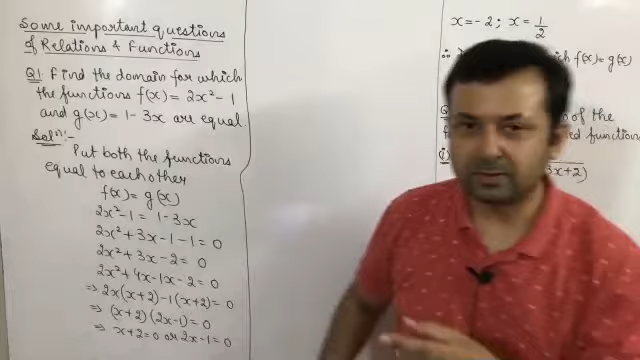 Some important questions
of Relations & Functions
Q1 Find the domain for which
the functions f(x) = 2x² - 1
and g(x) = 1 - 3x are equal.
Sol^n:-
Put both the functions
equal to each other
f(x) = g(x)
2x² - 1 = 1 - 3x
2x² + 3x - 1 - 1 = 0
2x² + 3x - 2 = 0
2x² + 4x - 1x - 2 = 0
⇒ 2x(x+2) - 1(x+2) = 0
⇒ (x+2)(2x-1) = 0
⇒ x+2=0 or 2x-1=0
x = -2 ; x = 1/2
∴ f(x) = g(x)
of the
functions
3x+2)